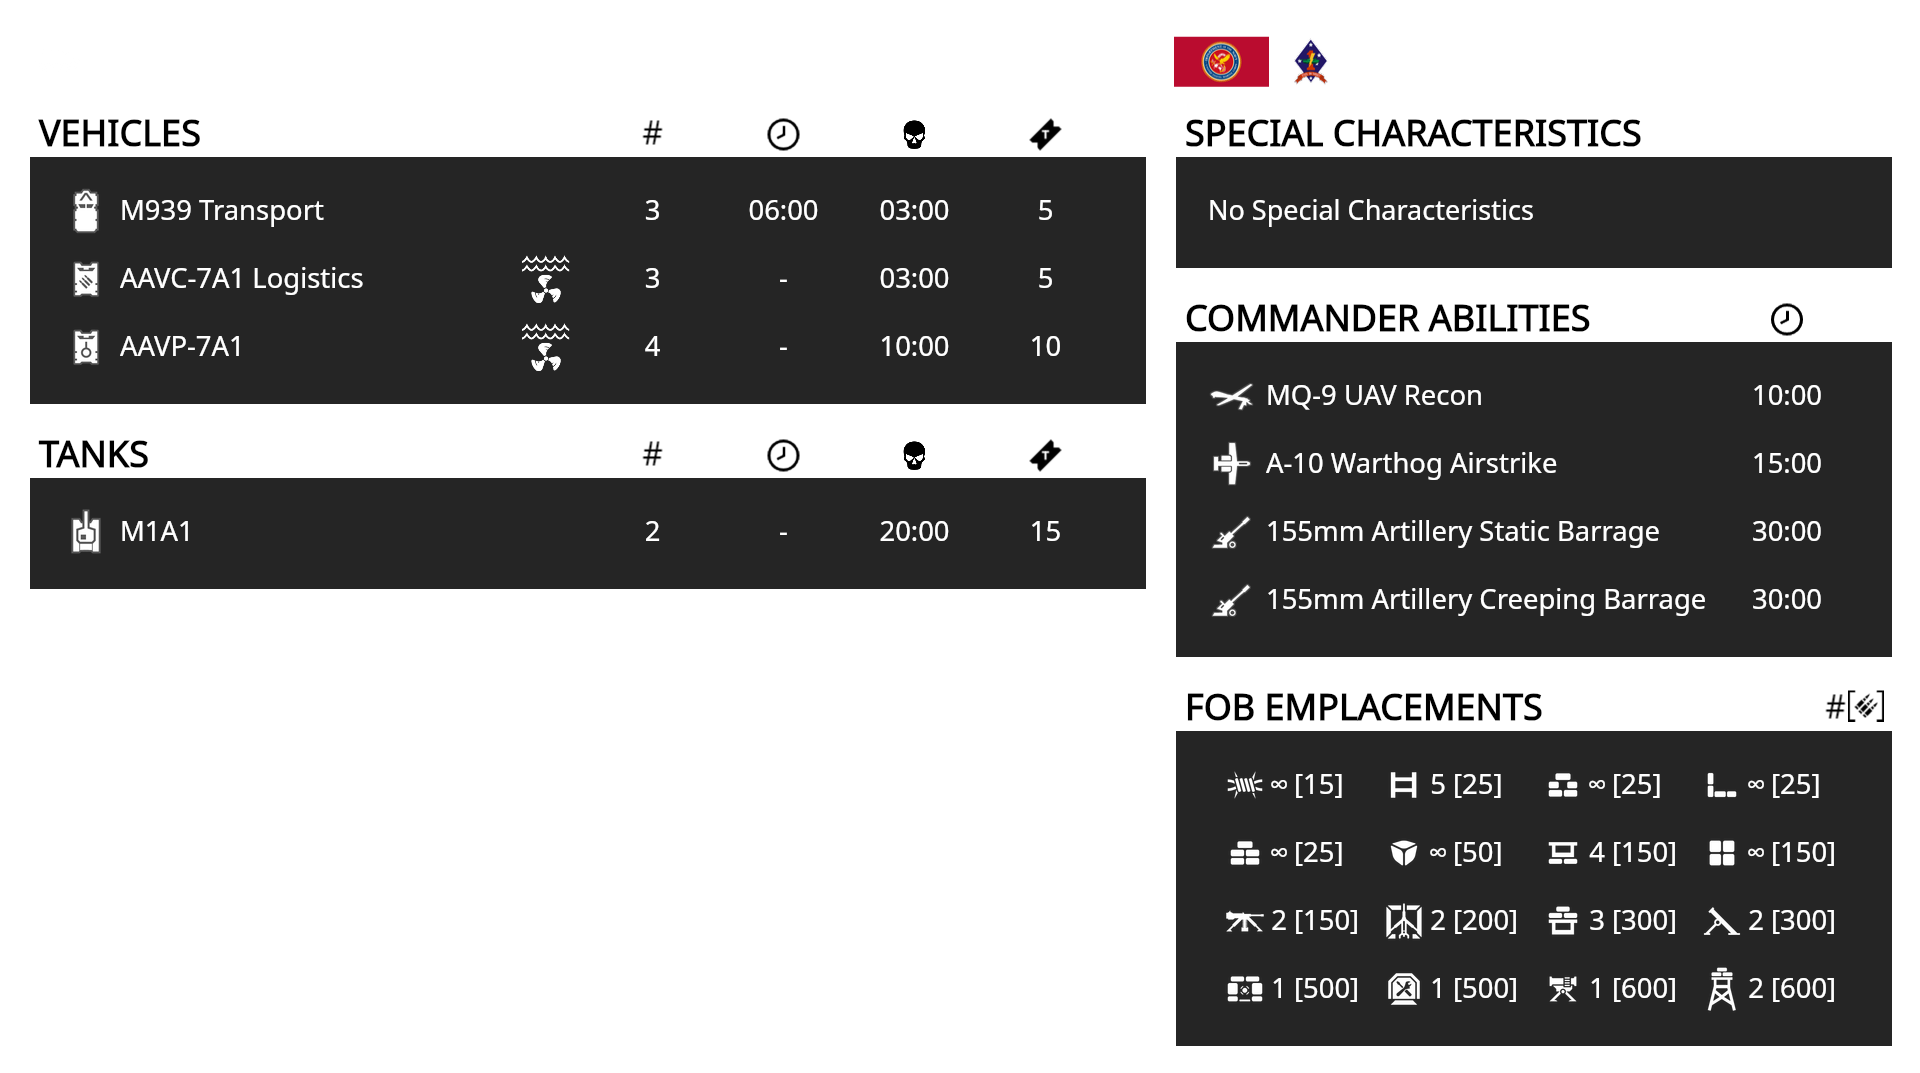 VEHICLES #
M939 Transport 3 06:00 03:00 5
AAVC-7A1 Logistics 3 - 03:00 5
AAVP-7A1 4 - 10:00 10
TANKS #
M1A1 2 - 20:00 15
SPECIAL CHARACTERISTICS
No Special Characteristics
COMMANDER ABILITIES
MQ-9 UAV Recon 10:00
A-10 Warthog Airstrike 15:00
155mm Artillery Static Barrage 30:00
155mm Artillery Creeping Barrage 30:00
FOB EMPLACEMENTS #[]
∞ [15] 5 [25] ∞ [25] ∞ [25]
∞ [25] ∞ [50] 4 [150] ∞ [150]
2 [150] 2 [200] 3 [300] 2 [300]
1 [500] 1 [500] 1 [600] 2 [600]